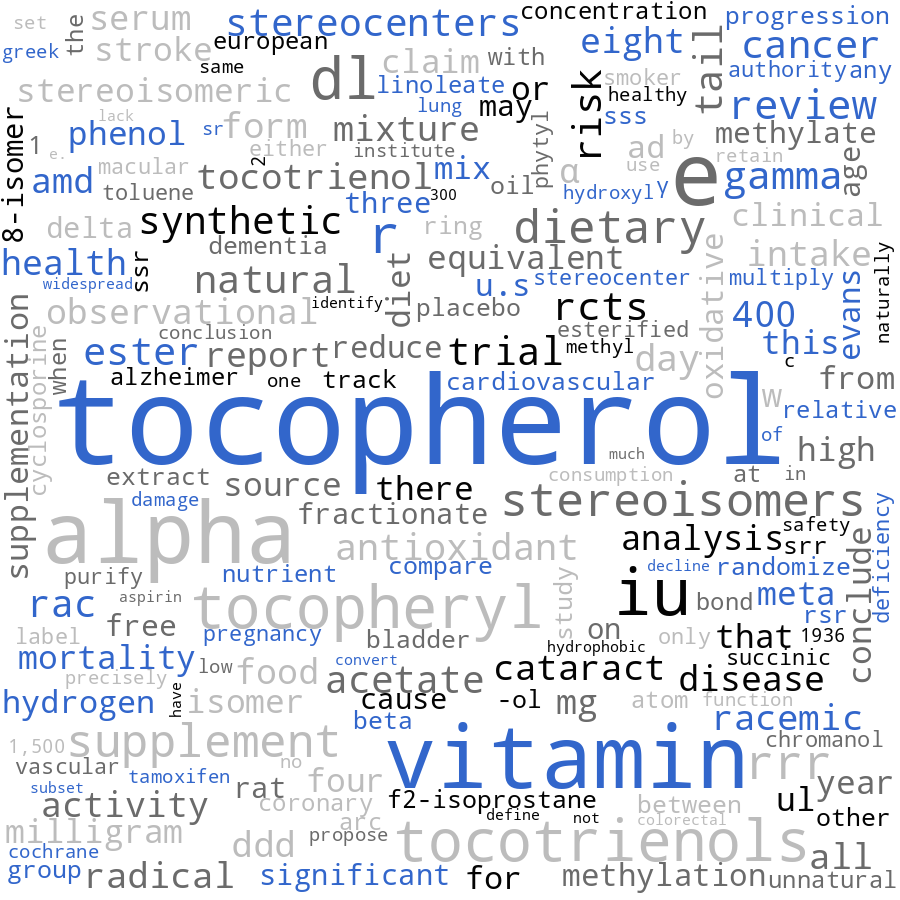 set
the
serum
stereocenters
concentration
progression
greek
stroke
european
eight
tail
cancer
same
dl
claim
with
authority
any
stereoisomeric
linoleate
or
risk
smoker
healthy
review
lung
may
sss
8-isomer
1
lack
phenol
sr
form
mixture
phytyl
methylate
e.
either
institute
2
ad
by
use
retain
age
macular
amd
toluene
tocotrienol
mix
300
oil
α
hydroxyl
γ
e
gamma
three
delta
synthetic
r
ring
dietary
clinical
dementia
health
ssr
widespread
natural
diet
equivalent
u.s
stereocenter
oxidative
intake
multiply
naturally
observational
identify
placebo
rcts
400
evans
supplementation
cyclosporine
when
conclusion
esterified
this
ester
report
reduce
trial
methyl
day
c
alzheimer
one
track
cardiovascular
from
tocopherol
w
relative
of
much
high
extract
source
there
consumption
at
in
damage
stereoisomers
alpha
fractionate
safety
deficiency
antioxidant
analysis
srr
conclude
purify
nutrient
compare
study
decline
randomize
aspirin
iu
bond
meta
rac
tocopheryl
rsr
free
label
pregnancy
bladder
on
only
that
1936
hydrophobic
mortality
low
food
convert
cataract
succinic
precisely
acetate
disease
hydrogen
have
isomer
cause
-ol
mg
atom
function
beta
racemic
1,500
supplement
no
vitamin
chromanol
vascular
tamoxifen
rrr
subset
rat
four
year
activity
coronary
f2-isoprostane
between
ul
arc
define
not
colorectal
other
milligram
propose
ddd
tocotrienols
cochrane
all
group
radical
significant
for
methylation
unnatural